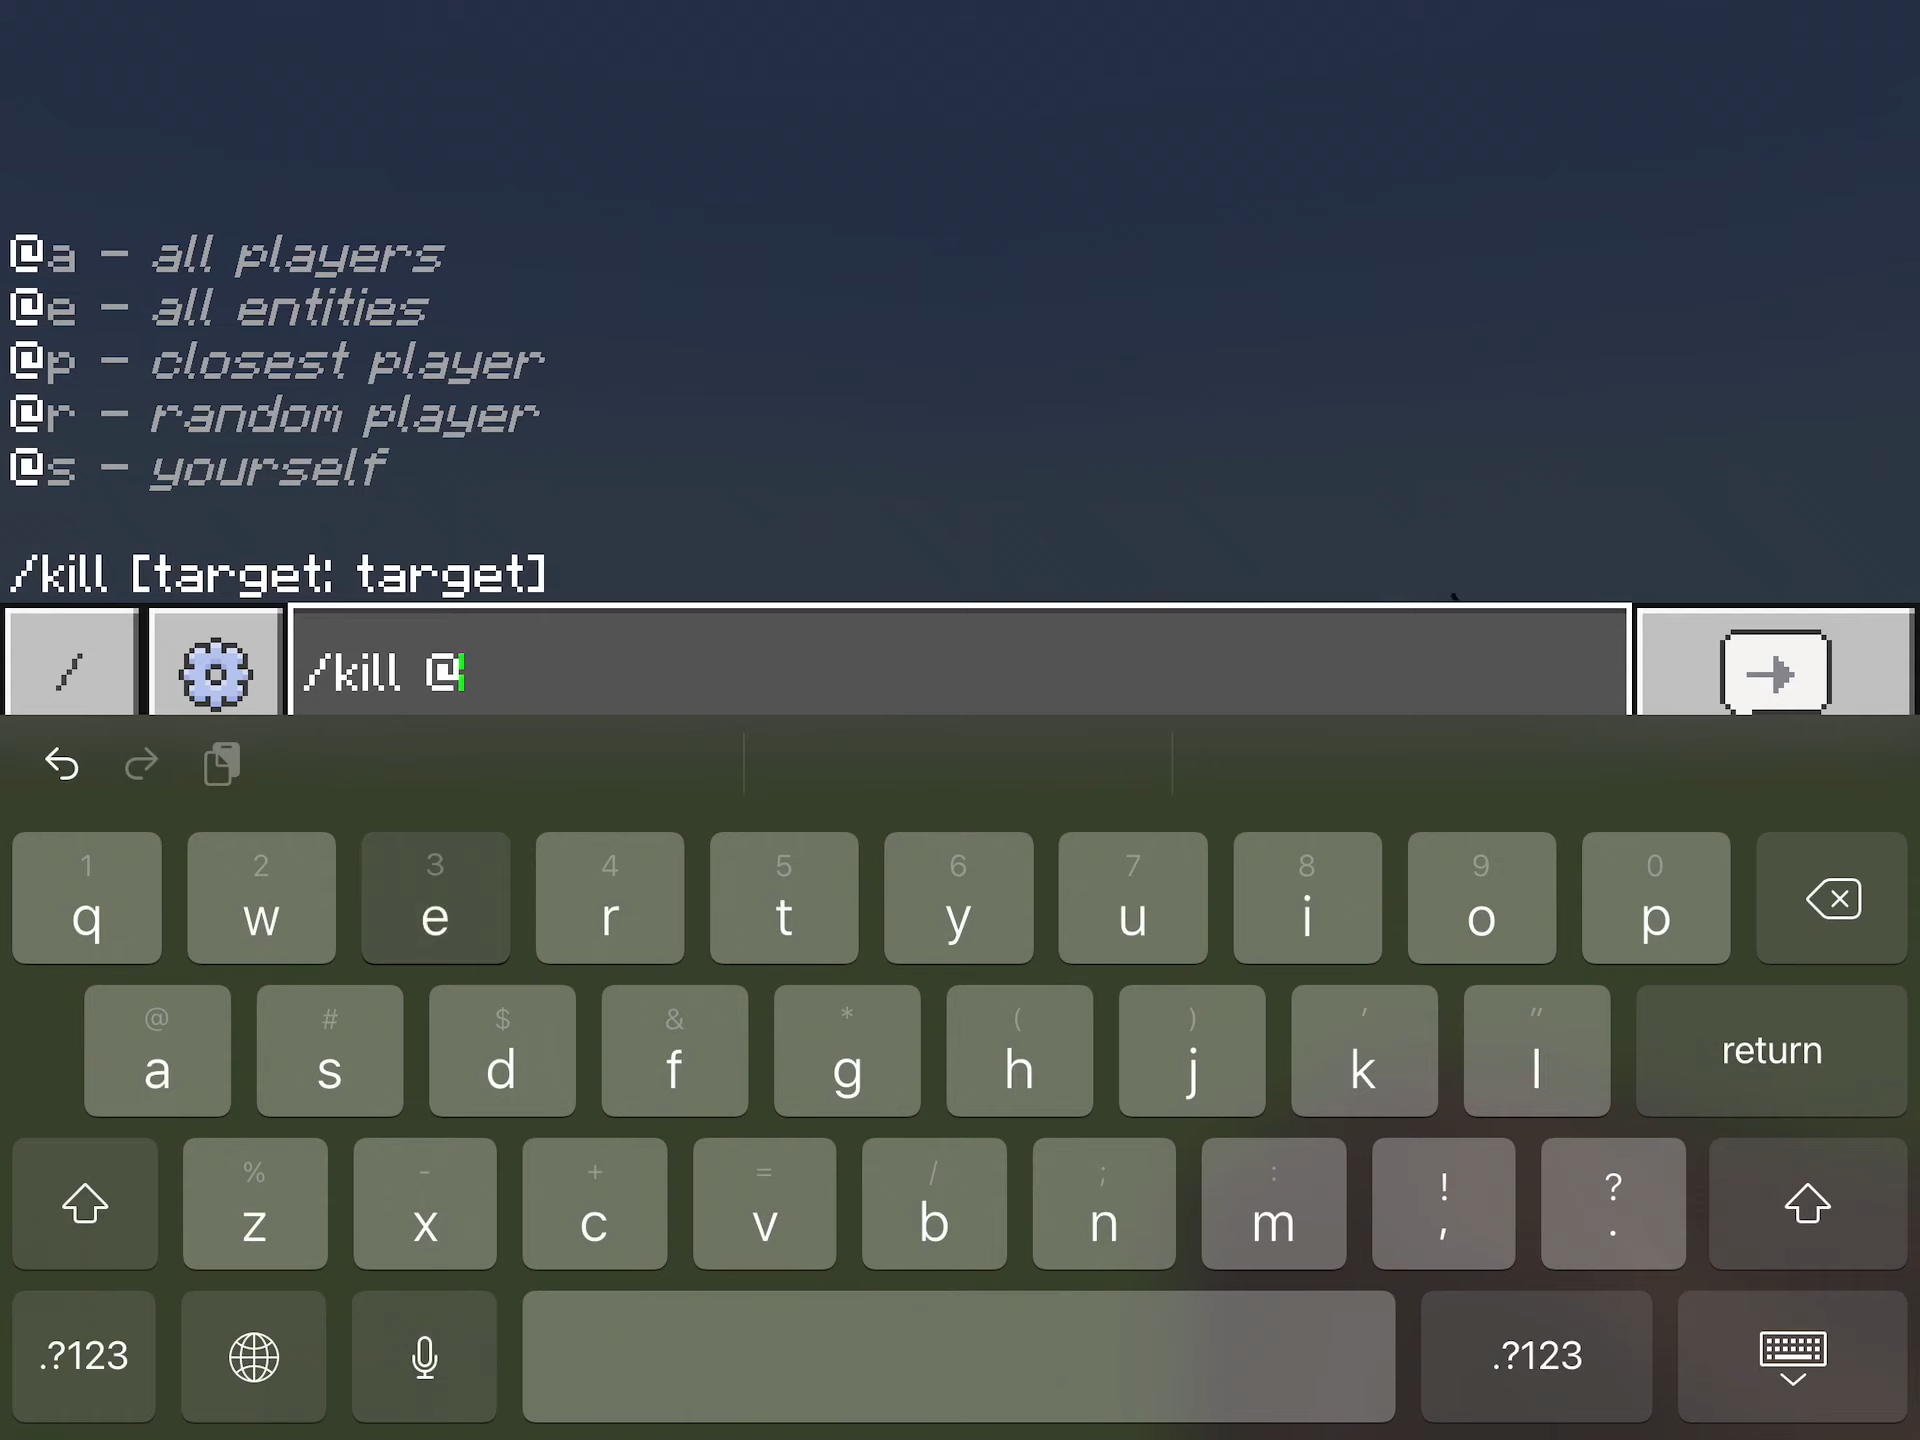 @a - all players
@e - all entities
@p - closest player
@r - random player
@s - yourself
/kill [target: target]
/ /kill @
1 2 3 4 5 6 7 8 9 0
q w e r t y u i o p
@ # $ & * ( ) ' "
a s d f g h j k l return
% - + = / ; : ! ?
z x c v b n m , .
.?123 .?123